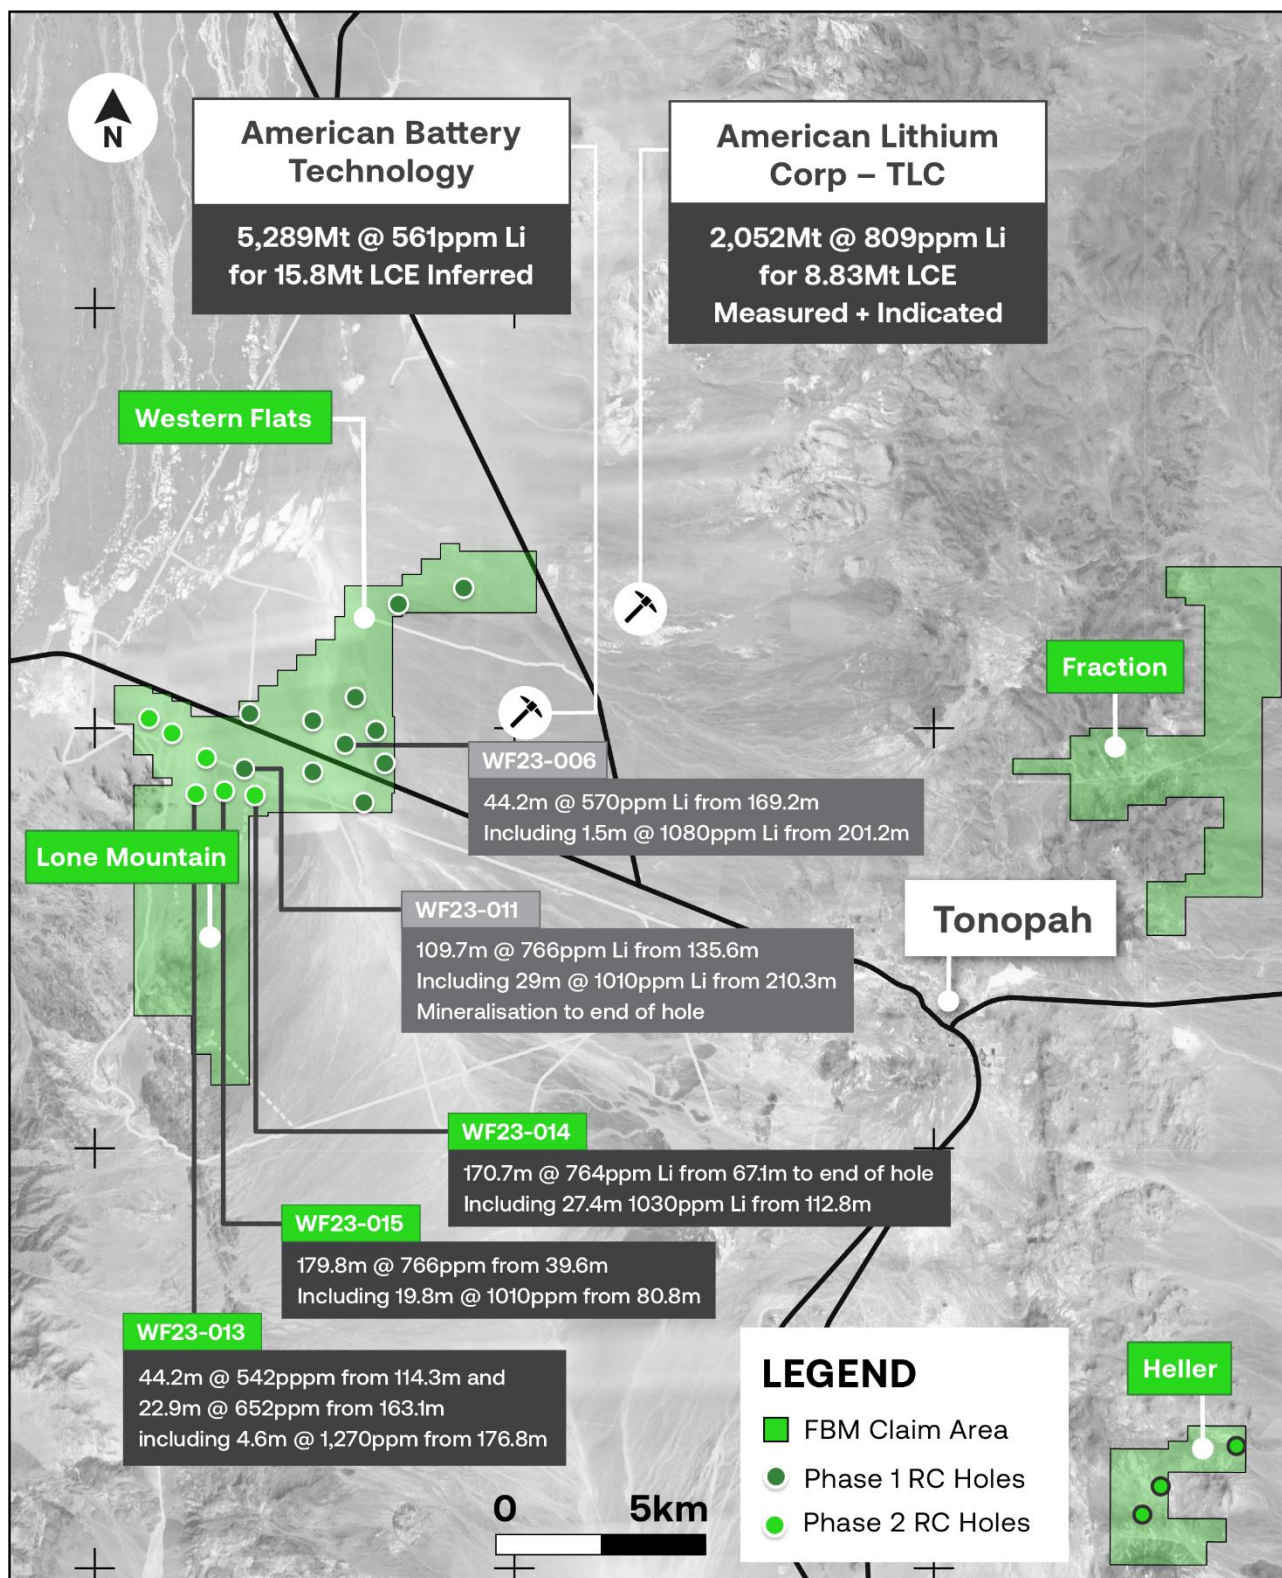 N
American Battery
Technology
5,289Mt @ 561ppm Li
for 15.8Mt LCE Inferred
American Lithium
Corp – TLC
2,052Mt @ 809ppm Li
for 8.83Mt LCE
Measured + Indicated
Western Flats
Fraction
WF23-006
44.2m @ 570ppm Li from 169.2m
Including 1.5m @ 1080ppm Li from 201.2m
Lone Mountain
WF23-011
109.7m @ 766ppm Li from 135.6m
Including 29m @ 1010ppm Li from 210.3m
Mineralisation to end of hole
Tonopah
WF23-014
170.7m @ 764ppm Li from 67.1m to end of hole
Including 27.4m 1030ppm Li from 112.8m
WF23-015
179.8m @ 766ppm from 39.6m
Including 19.8m @ 1010ppm from 80.8m
WF23-013
44.2m @ 542pppm from 114.3m and
22.9m @ 652ppm from 163.1m
including 4.6m @ 1,270ppm from 176.8m
Heller
LEGEND
FBM Claim Area
Phase 1 RC Holes
Phase 2 RC Holes
0 5km